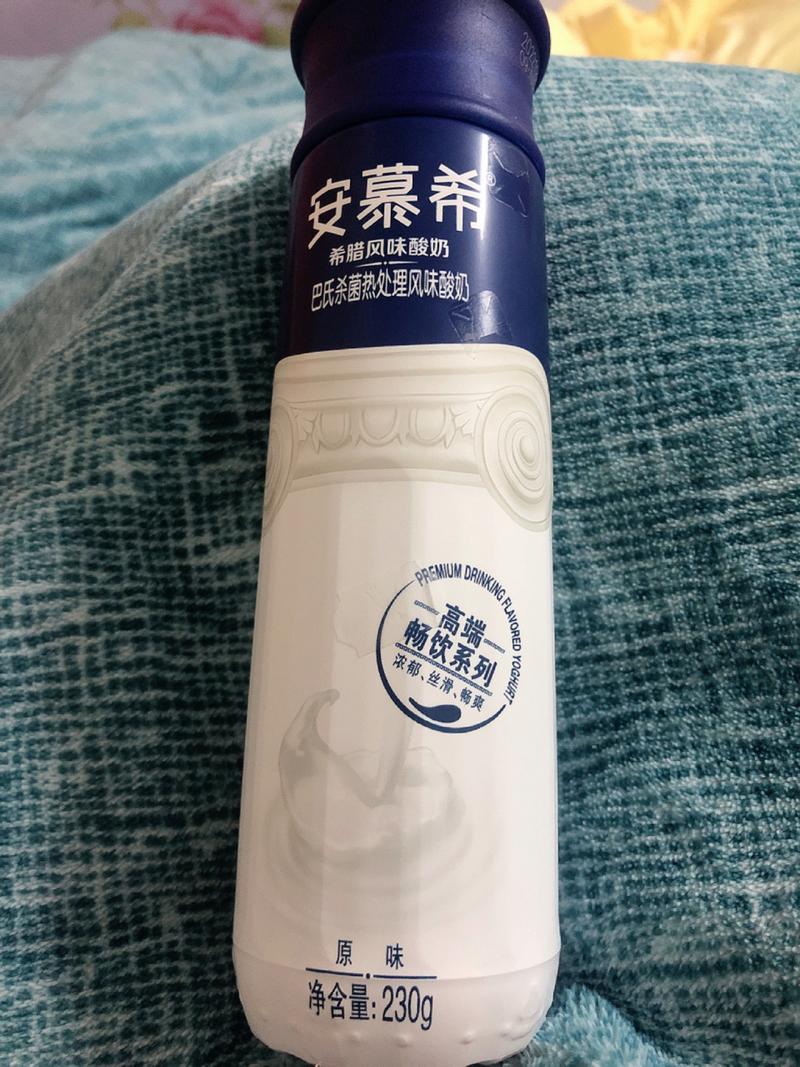 安慕希®
希腊风味酸奶
巴氏杀菌热处理风味酸奶
PREMIUM DRINKING FLAVORED YOGHURT
高端
畅饮系列
浓郁、丝滑、畅爽
原 味
净含量:230g